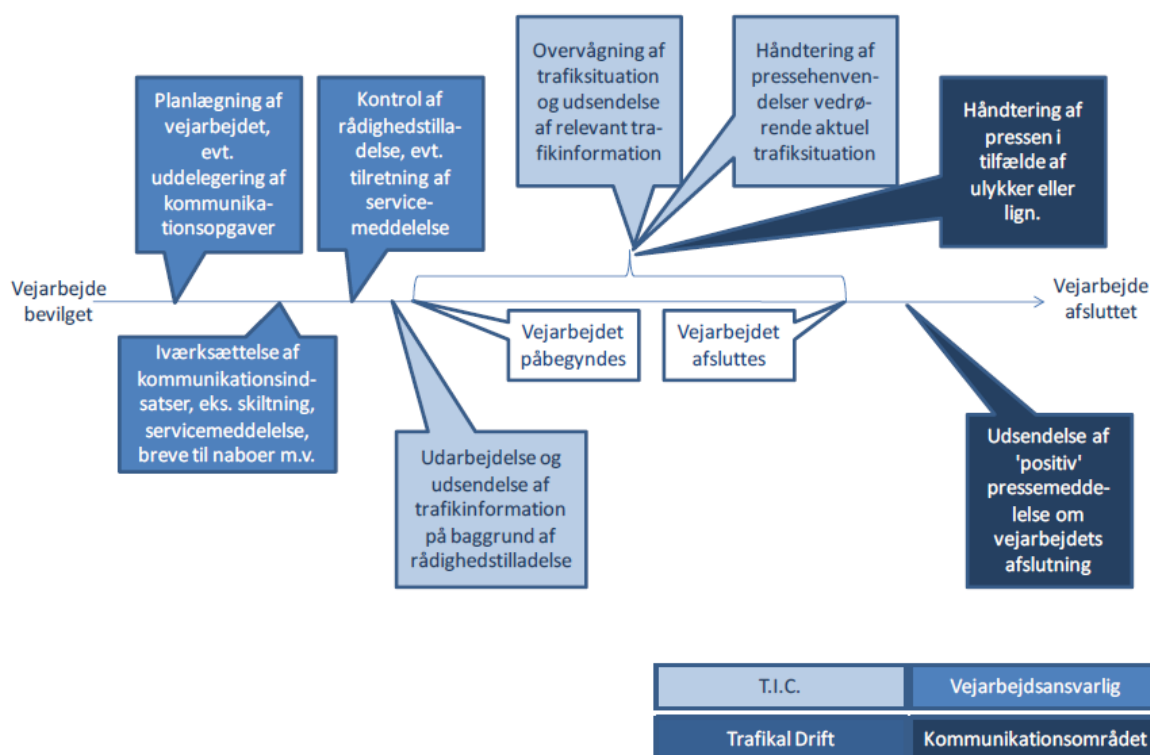 Overvågning af
trafiksituation
og udsendelse
af relevant tra-
fikinformation
Håndtering af
pressehenven-
delser vedrø-
rende aktuel
trafiksituation
Planlægning af
vejarbejdet,
evt.
uddelegering af
kommunika-
tionsopgaver
Kontrol af
rådighedstilla-
delse, evt.
tilretning af
service-
meddelelse
Håndtering af
pressen i
tilfælde af
ulykker eller
lign.
Vejarbejde
bevilget
Vejarbejde
afsluttet
Vejarbejdet
påbegyndes
Vejarbejdet
afsluttes
Iværksættelse af
kommunikationsind-
satser, eks. skiltning,
servicemeddelelse,
breve til naboer m.v.
Udarbejdelse og
udsendelse af
trafikinformation
på baggrund af
rådighedstilladelse
Udsendelse af
'positiv'
pressemedde-
lelse om
vejarbejdets
afslutning
T.I.C.
Vejarbejdsansvarlig
Trafikal Drift
Kommunikationsområdet